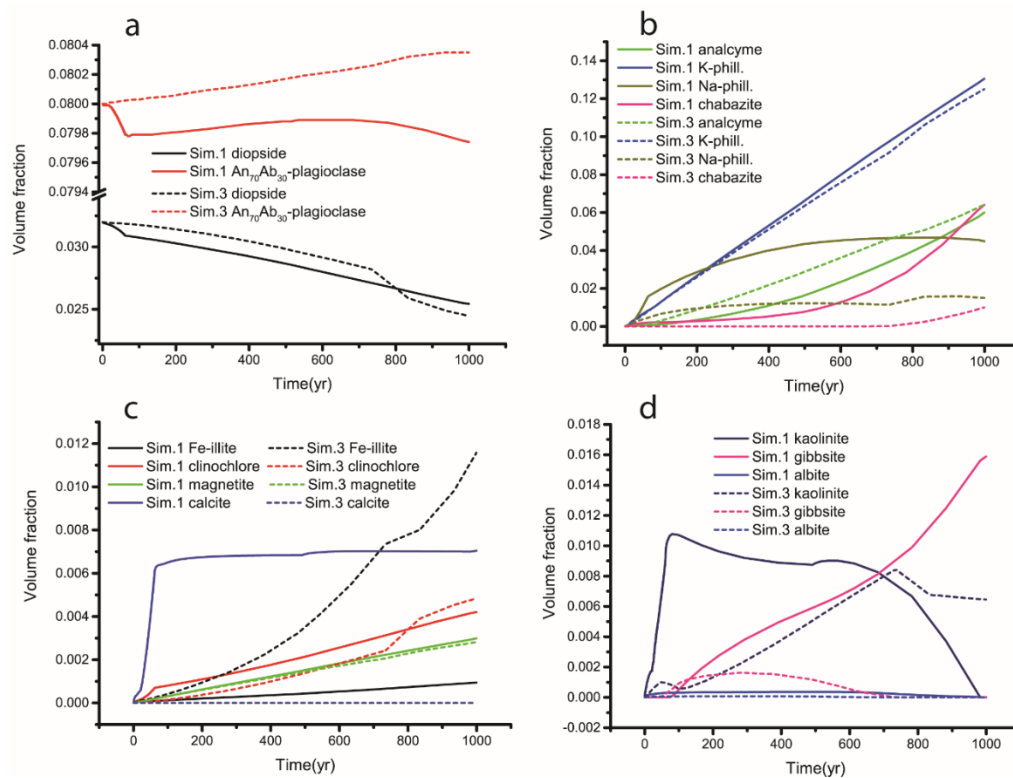 a
0.0804
0.0802
0.0800
0.0798
0.0796
0.0794
0.030
0.025
Volume fraction
Sim.1 diopside
Sim.1 An₇₀Ab₃₀-plagioclase
Sim.3 diopside
Sim.3 An₇₀Ab₃₀-plagioclase
0 200 400 600 800 1000
Time(yr)
b
0.14
0.12
0.10
0.08
0.06
0.04
0.02
0.00
Volume fraction
Sim.1 analcyme
Sim.1 K-phill.
Sim.1 Na-phill.
Sim.1 chabazite
Sim.3 analcyme
Sim.3 K-phill.
Sim.3 Na-phill.
Sim.3 chabazite
0 200 400 600 800 1000
Time(yr)
c
0.012
0.010
0.008
0.006
0.004
0.002
0.000
Volume fraction
Sim.1 Fe-illite Sim.3 Fe-illite
Sim.1 clinochlore Sim.3 clinochlore
Sim.1 magnetite Sim.3 magnetite
Sim.1 calcite Sim.3 calcite
0 200 400 600 800 1000
Time(yr)
d
0.016
0.014
0.012
0.010
0.008
0.006
0.004
0.002
0.000
-0.002
Volume fraction
Sim.1 kaolinite
Sim.1 gibbsite
Sim.1 albite
Sim.3 kaolinite
Sim.3 gibbsite
Sim.3 albite
0 200 400 600 800 1000
Time(yr)